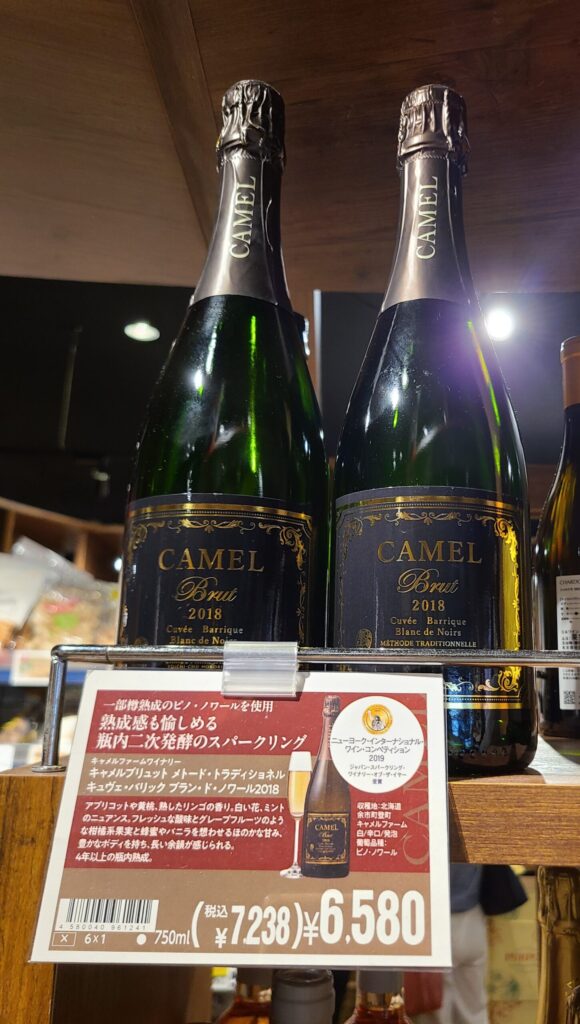 CAMEL
CAMEL
CAMEL
Brut
2018
Cuvée Barrique
Blanc de Noirs
CAMEL
Brut
2018
Cuvée Barrique
Blanc de Noirs
MÉTHODE TRADITIONNELLE
一部樽熟成のピノ・ノワールを使用
熟成感も愉しめる
瓶内二次発酵のスパークリング
キャメルファームワイナリー
キャメルブリュット メトード・トラディショネル
キュヴェ・バリック ブラン・ド・ノワール2018
アプリコットや黄桃、熟したリンゴの香り。白い花、ミント
のニュアンス。フレッシュな酸味とグレープフルーツのよう
な柑橘系果実と蜂蜜やバニラを想わせるほのかな甘み、
豊かなボディを持ち、長い余韻が感じられる。
4年以上の瓶内熟成。
ニューヨーク・インターナショナル・
ワイン・コンペティション
2019
ジャパン・スパークリング・
ワイナリー・オブ・ザ・イヤー
受賞
収穫地:北海道
余市町登町
キャメルファーム
白/辛口/発泡
葡萄品種:
ピノ・ノワール
CAMEL
Brut
4 580040 961241
6×1
750ml
(税込¥7,238)¥6,580